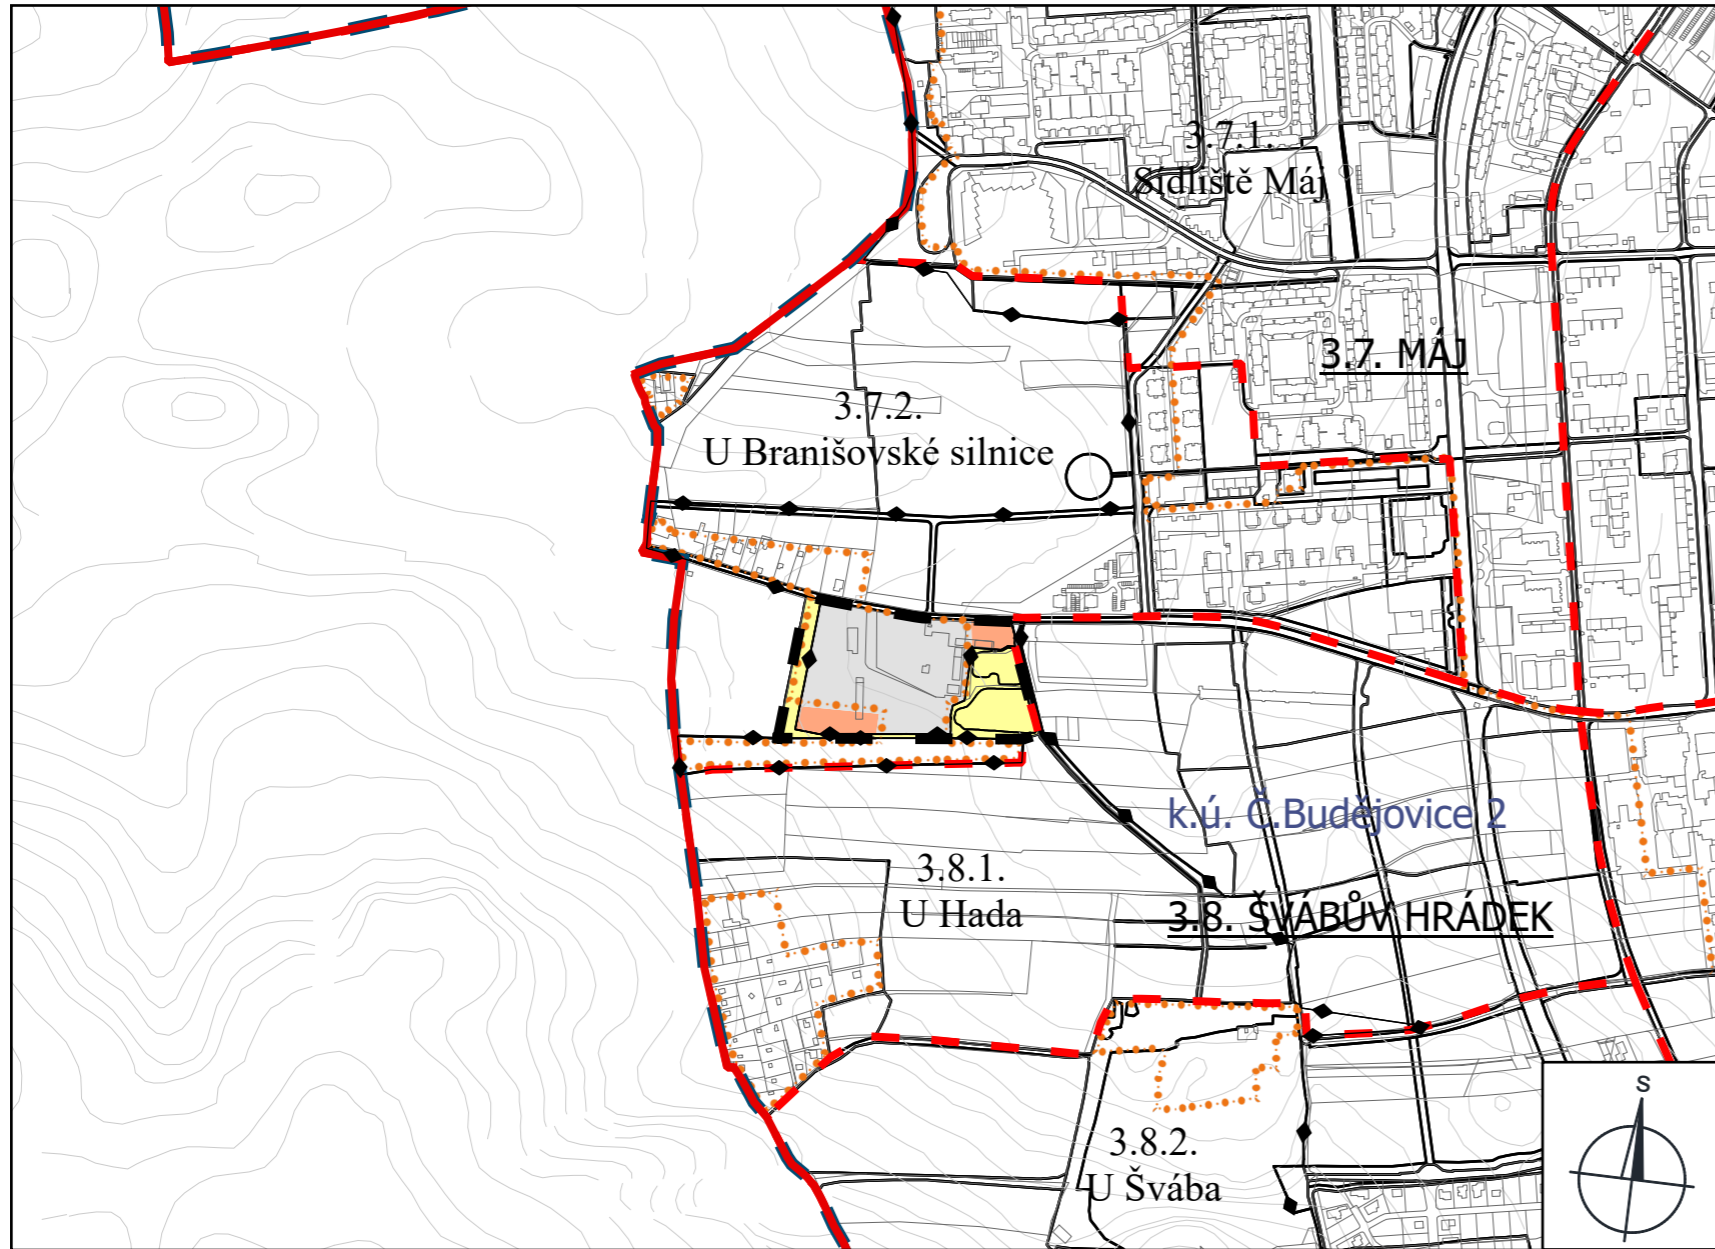 3.7.1.
Sídliště Máj
3.7. MÁJ
3.7.2.
U Branišovské silnice
k.ú. Č.Budějovice 2
3.8.1.
U Hada
3.8. ŠVÁBŮV HRÁDEK
3.8.2.
U Švába
S